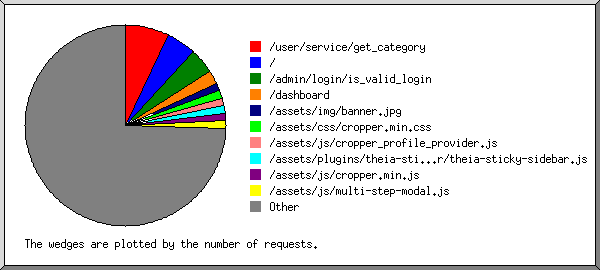 /user/service/get_category
/
/admin/login/is_valid_login
/dashboard
/assets/img/banner.jpg
/assets/css/cropper.min.css
/assets/js/cropper_profile_provider.js
/assets/plugins/theia-sti...r/theia-sticky-sidebar.js
/assets/js/cropper.min.js
/assets/js/multi-step-modal.js
Other
The wedges are plotted by the number of requests.